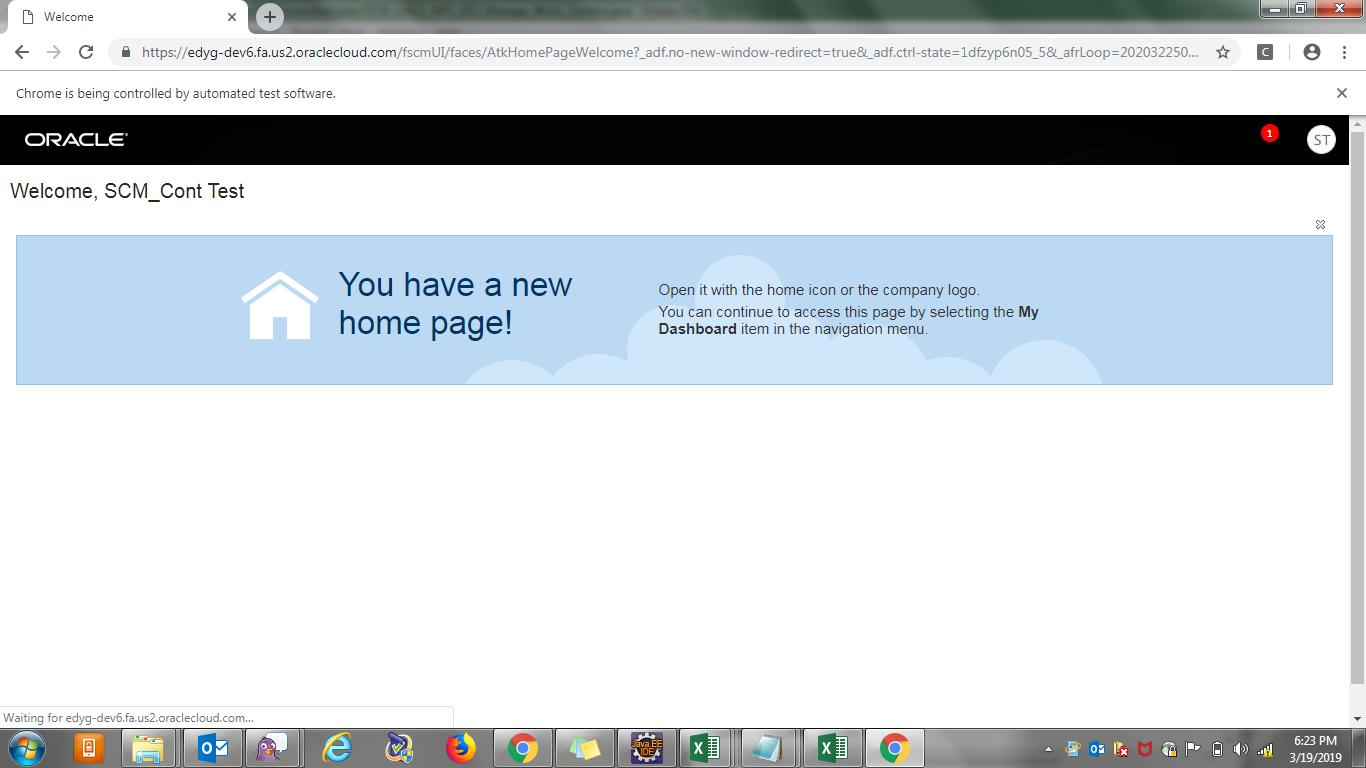 Welcome
https://edyg-dev6.fa.us2.oraclecloud.com/fscmUI/faces/AtkHomePageWelcome?_adf.no-new-window-redirect=true&_adf.ctrl-state=1dfzyp6n05_5&_afrLoop=202032250...
C
Chrome is being controlled by automated test software.
ORACLE
1
ST
Welcome, SCM_Cont Test
You have a new
home page!
Open it with the home icon or the company logo.
You can continue to access this page by selecting the My
Dashboard item in the navigation menu.
Waiting for edyg-dev6.fa.us2.oraclecloud.com...
Java EE
IDE
6:23 PM
3/19/2019